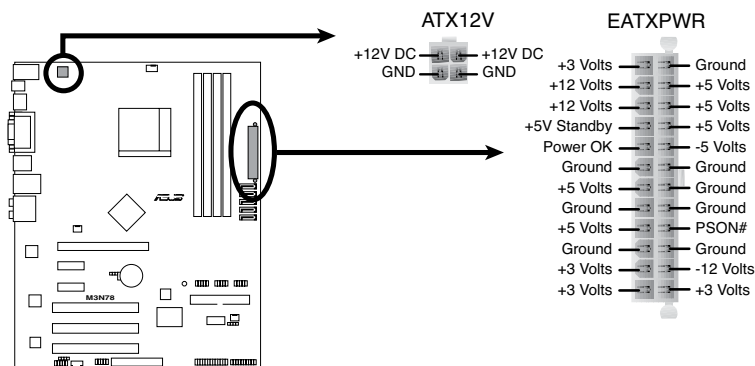 ATX12V
+12V DC +12V DC
GND GND
EATXPWR
+3 Volts Ground
+12 Volts +5 Volts
+12 Volts +5 Volts
+5V Standby +5 Volts
Power OK -5 Volts
Ground Ground
+5 Volts Ground
Ground Ground
+5 Volts PSON#
Ground Ground
+3 Volts -12 Volts
+3 Volts +3 Volts
ASUS
M3N78